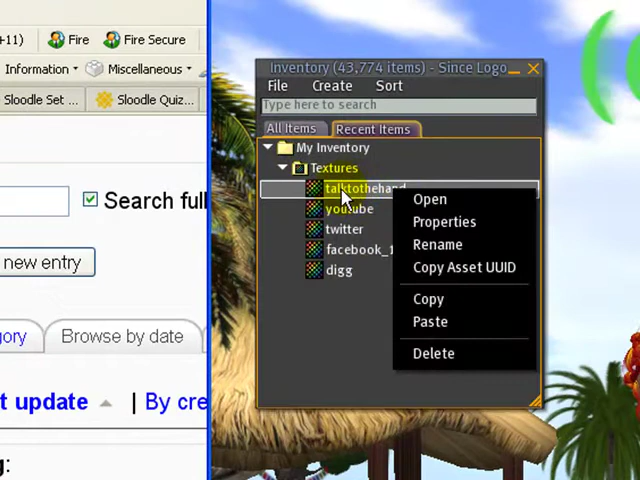 +11) Fire Fire Secure
Information Miscellaneous
Sloodle Set ... Sloodle Quiz...
Search full
new entry
gory Browse by date
t update | By cre
g:
Inventory (43,774 items) - Since Logo
File Create Sort
Type here to search
All Items Recent Items
My Inventory
Textures
talktothehand
youtube
twitter
facebook_1
digg
Open
Properties
Rename
Copy Asset UUID
Copy
Paste
Delete